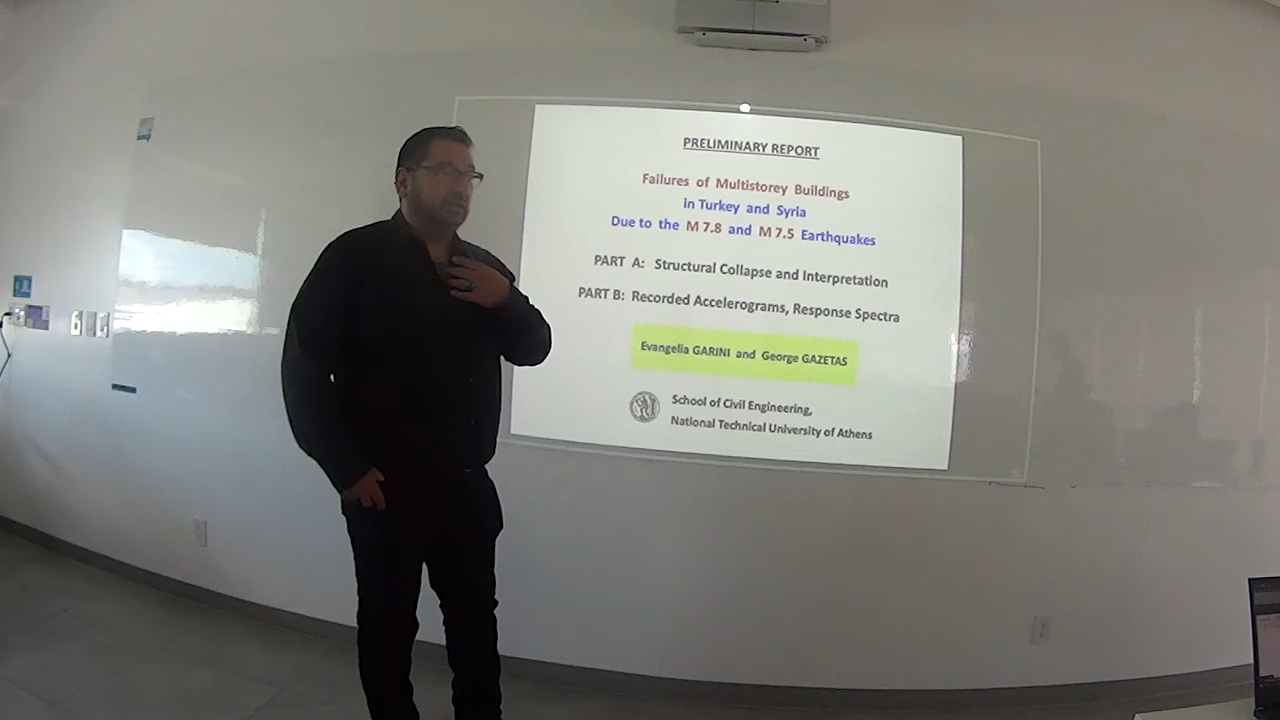 PRELIMINARY REPORT
Failures of Multistorey Buildings
in Turkey and Syria
Due to the M 7.8 and M 7.5 Earthquakes
PART A: Structural Collapse and Interpretation
PART B: Recorded Accelerograms, Response Spectra
Evangelia GARINI and George GAZETAS
School of Civil Engineering,
National Technical University of Athens